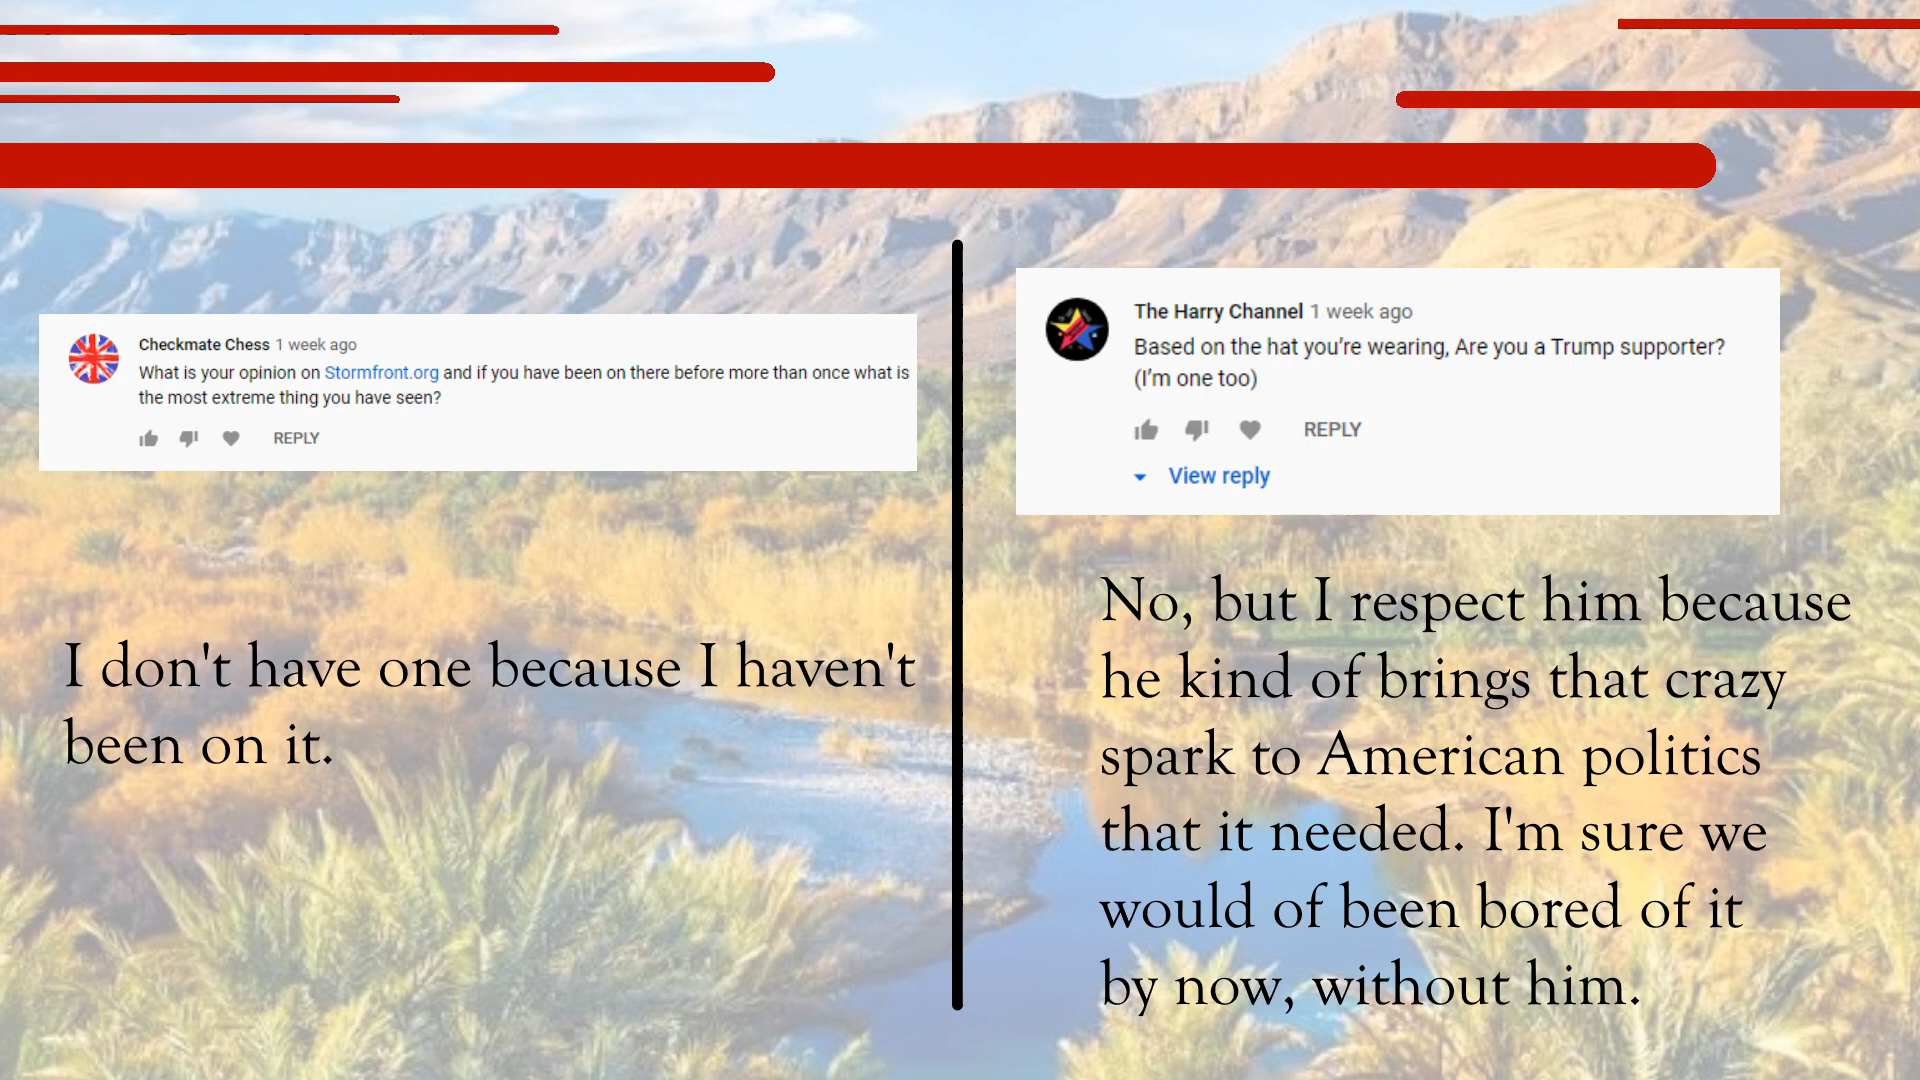 Checkmate Chess 1 week ago
What is your opinion on Stormfront.org and if you have been on there before more than once what is
the most extreme thing you have seen?
REPLY
I don't have one because I haven't
been on it.
The Harry Channel 1 week ago
Based on the hat you're wearing, Are you a Trump supporter?
(I'm one too)
REPLY
View reply
No, but I respect him because
he kind of brings that crazy
spark to American politics
that it needed. I'm sure we
would of been bored of it
by now, without him.